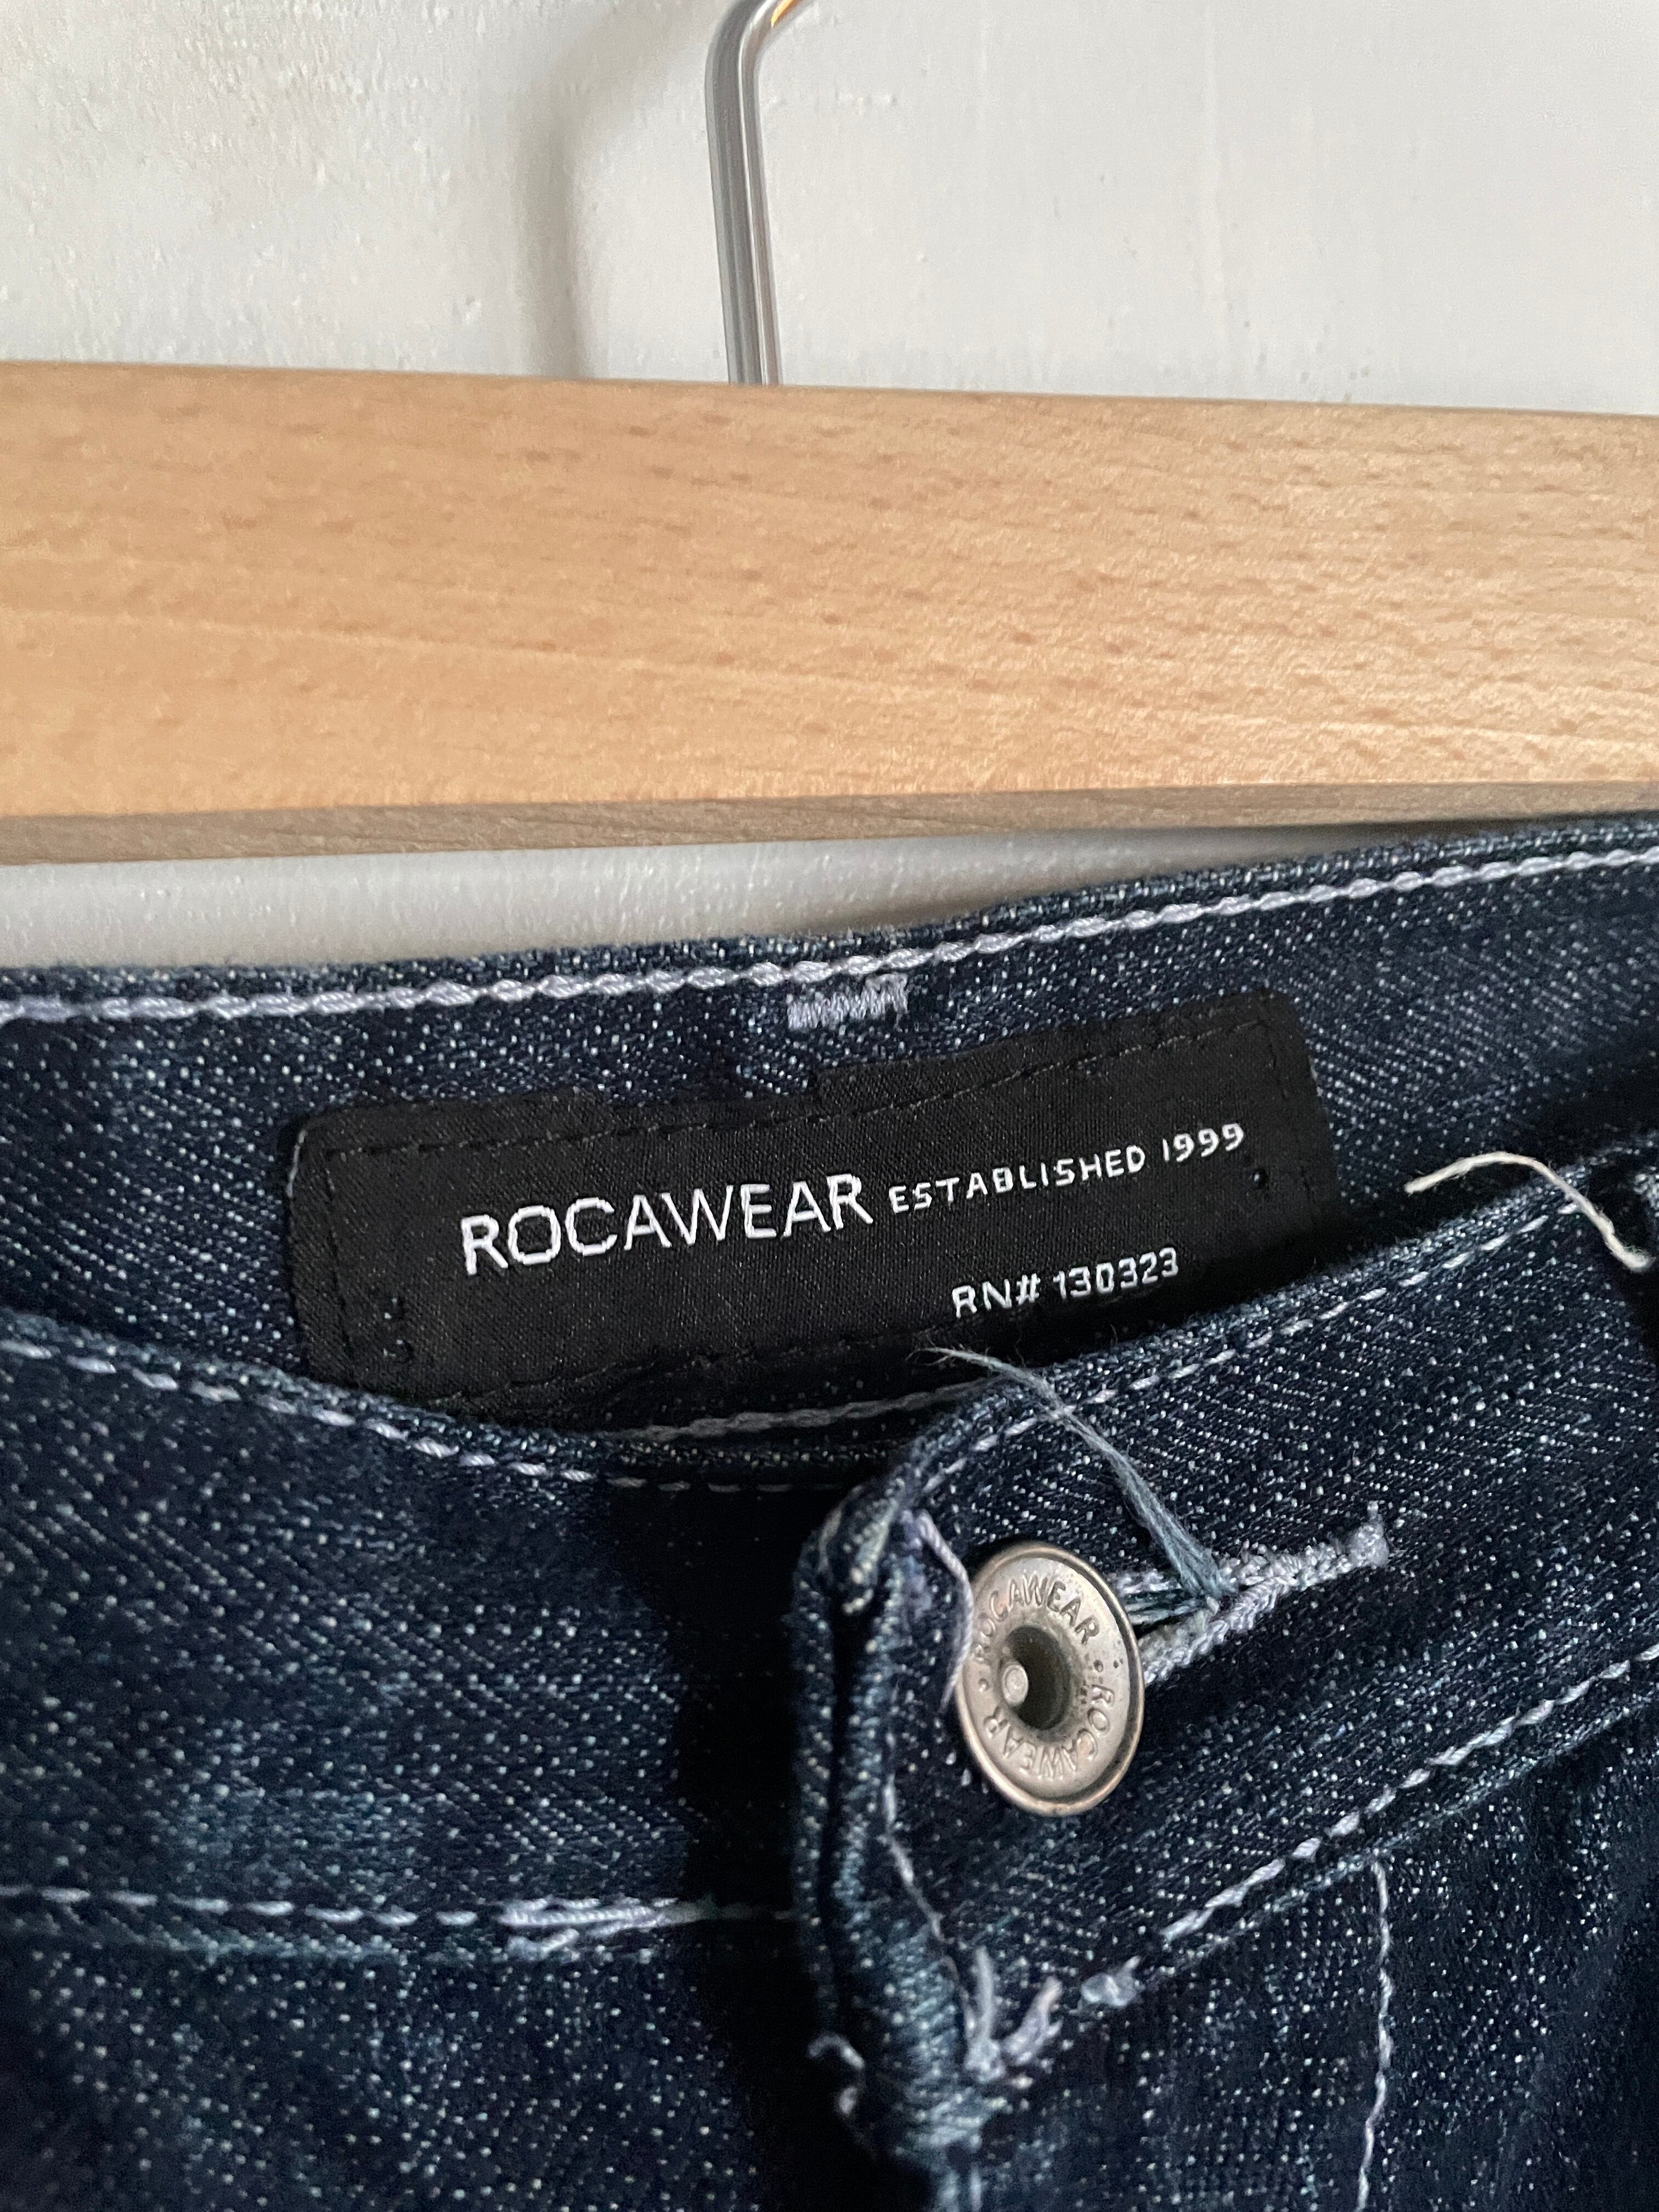 ROCAWEAR ESTABLISHED 1999
RN# 130323
ROCAWEAR • ROCAWEAR •